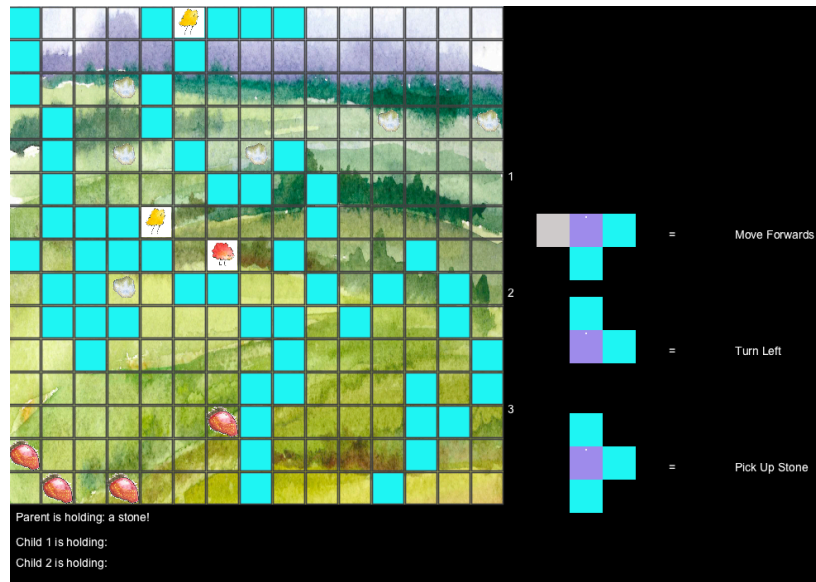 1
= Move Forwards
2
= Turn Left
3
= Pick Up Stone
Parent is holding: a stone!
Child 1 is holding:
Child 2 is holding: